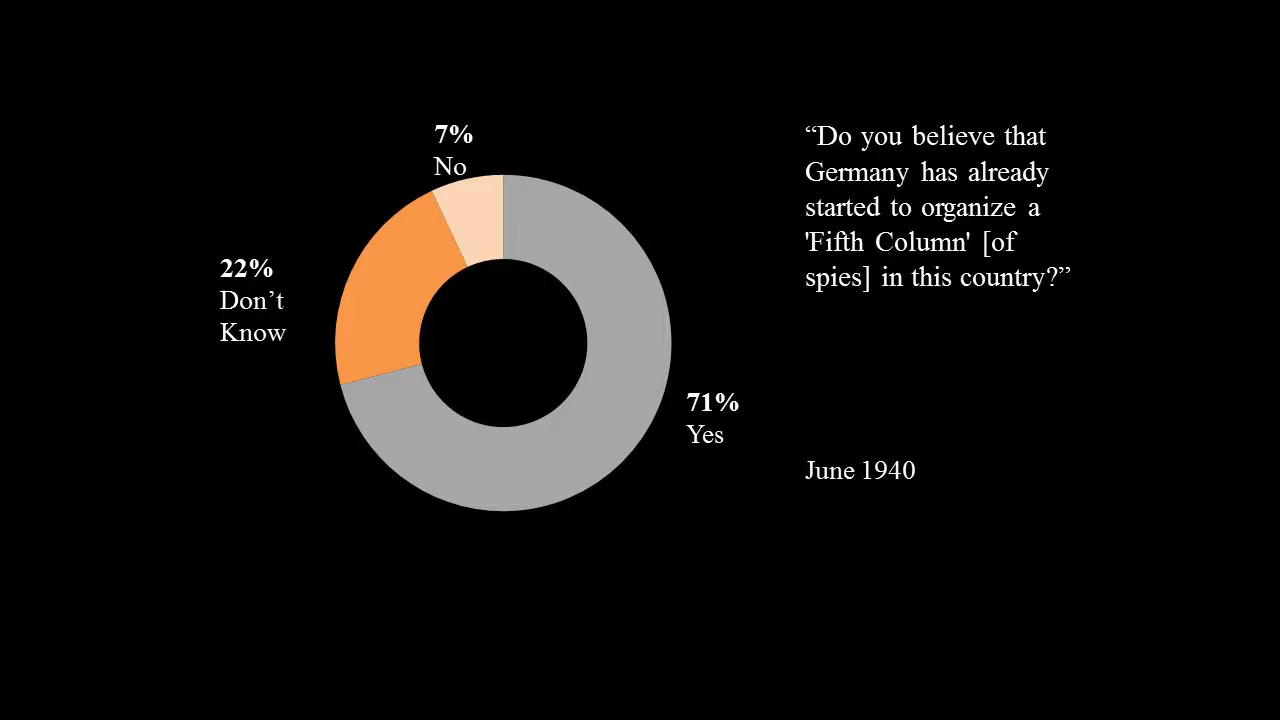 7%
No
22%
Don’t
Know
71%
Yes
“Do you believe that
Germany has already
started to organize a
'Fifth Column' [of
spies] in this country?”
June 1940